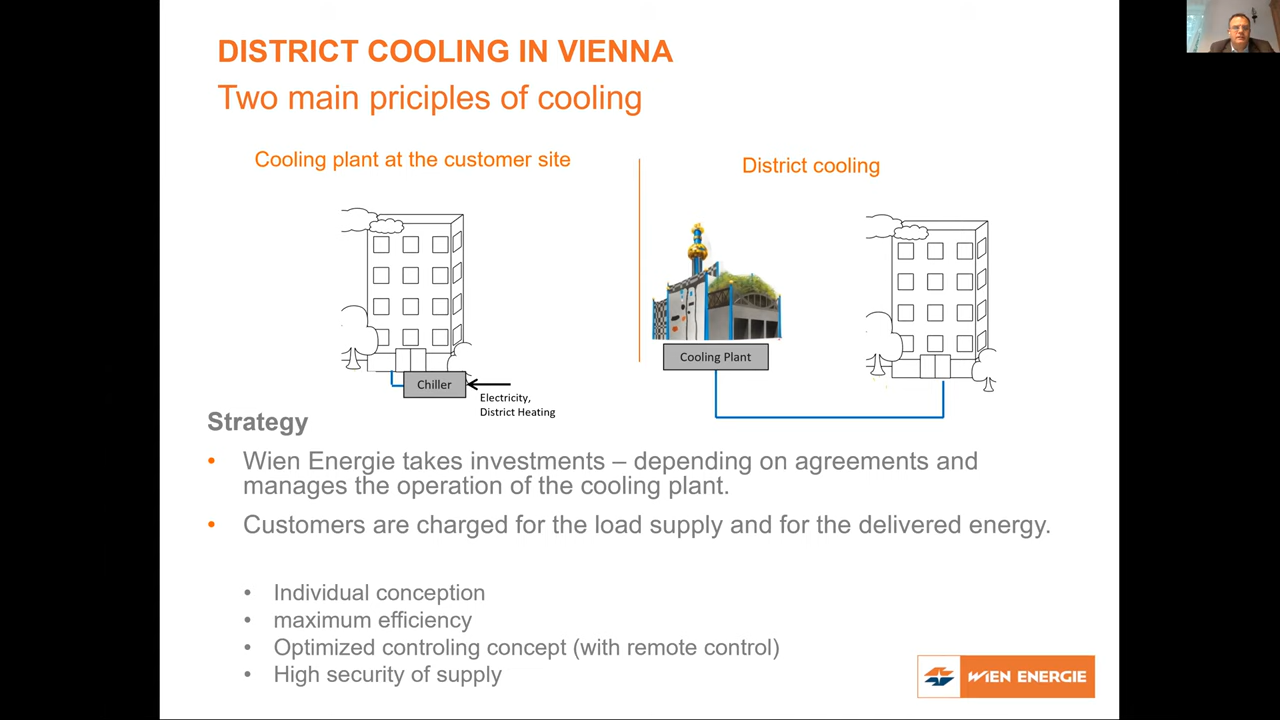 DISTRICT COOLING IN VIENNA
Two main priciples of cooling
Cooling plant at the customer site
District cooling
Chiller
Electricity,
District Heating
Cooling Plant
Strategy
• Wien Energie takes investments – depending on agreements and
manages the operation of the cooling plant.
• Customers are charged for the load supply and for the delivered energy.
• Individual conception
• maximum efficiency
• Optimized controling concept (with remote control)
• High security of supply
WIEN ENERGIE